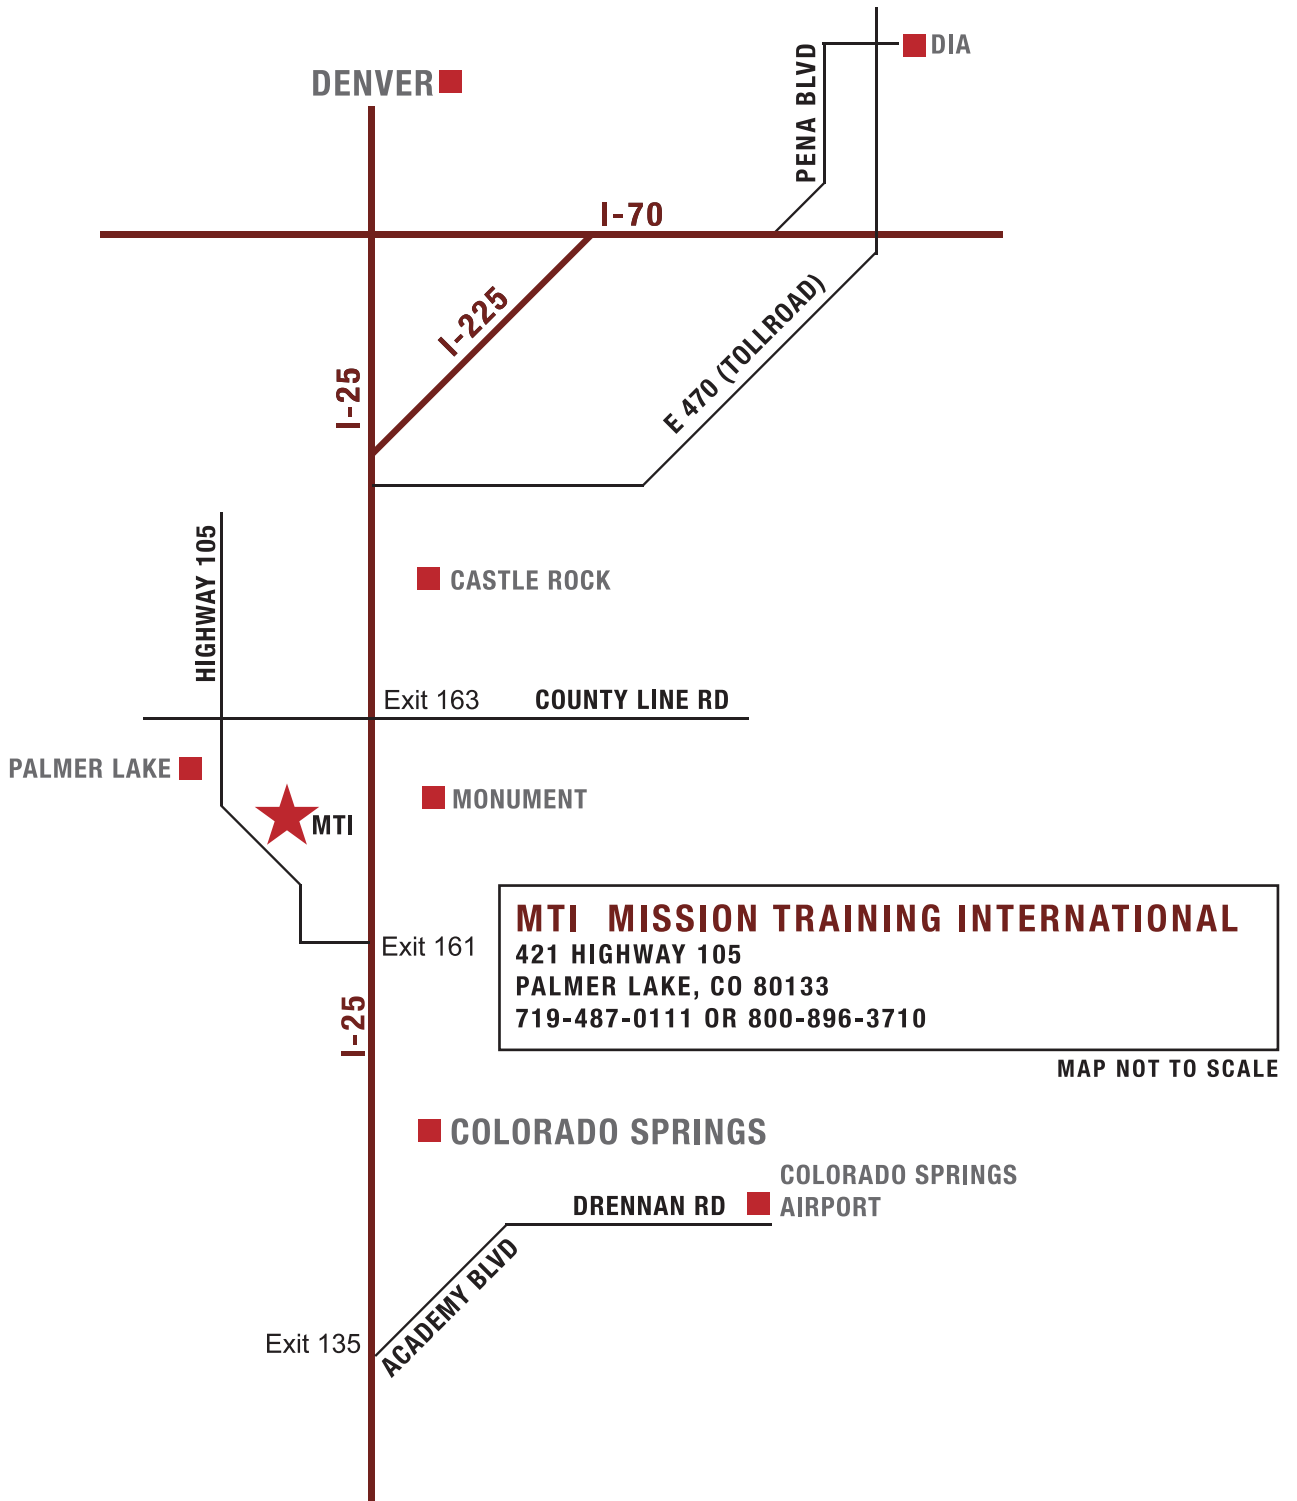 DIA
DENVER
PENA BLVD
I-70
I-225
E 470 (TOLLROAD)
I-25
HIGHWAY 105
CASTLE ROCK
Exit 163
COUNTY LINE RD
PALMER LAKE
MONUMENT
MTI
MTI MISSION TRAINING INTERNATIONAL
421 HIGHWAY 105
PALMER LAKE, CO 80133
719-487-0111 OR 800-896-3710
Exit 161
I-25
MAP NOT TO SCALE
COLORADO SPRINGS
COLORADO SPRINGS
AIRPORT
DRENNAN RD
ACADEMY BLVD
Exit 135